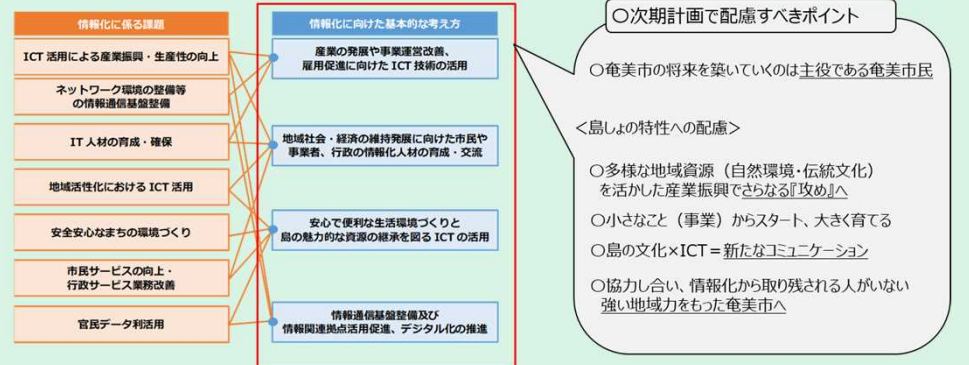 情報化に係る課題
ICT 活用による産業振興・生産性の向上
ネットワーク環境の整備等
の情報通信基盤整備
IT 人材の育成・確保
地域活性化における ICT 活用
安全安心なまちの環境づくり
市民サービスの向上・
行政サービス業務改善
官民データ利活用
情報化に向けた基本的な考え方
産業の発展や事業運営改善、
雇用促進に向けた ICT 技術の活用
地域社会・経済の維持発展に向けた市民や
事業者、行政の情報化人材の育成・交流
安心で便利な生活環境づくりと
島の魅力的な資源の継承を図る ICT の活用
情報通信基盤整備及び
情報関連拠点活用促進、デジタル化の推進
〇次期計画で配慮すべきポイント
〇奄美市の将来を築いていくのは主役である奄美市民
＜島しょの特性への配慮＞
〇多様な地域資源（自然環境・伝統文化）
を活かした産業振興でさらなる『攻め』へ
〇小さなこと（事業）からスタート、大きく育てる
〇島の文化×ICT＝新たなコミュニケーション
〇協力し合い、情報化から取り残される人がいない
強い地域力をもった奄美市へ